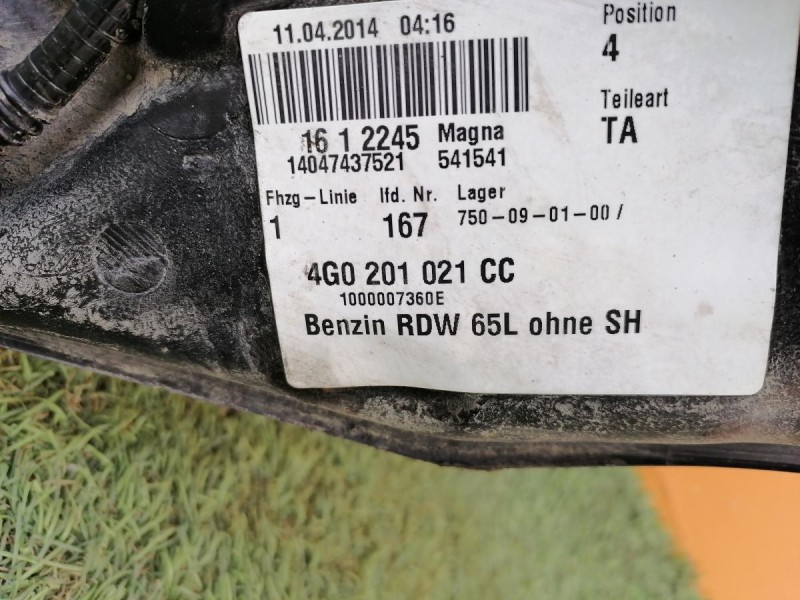 11.04.2014 04:16
Position
4
Teileart
TA
16 1 2245 Magna
14047437521 541541
Fhzg-Linie lfd. Nr. Lager
1 167 750-09-01-00/
4G0 201 021 CC
1000007360E
Benzin RDW 65L ohne SH